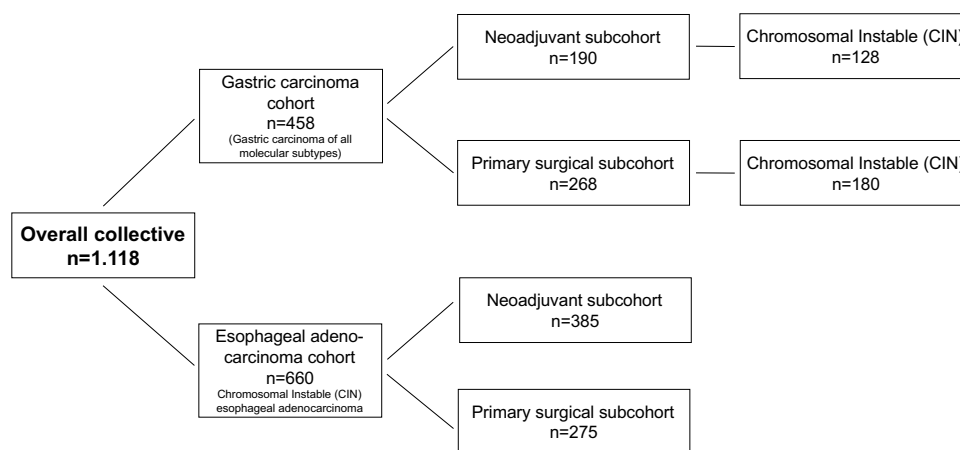 Overall collective
n=1.118
Gastric carcinoma
cohort
n=458
(Gastric carcinoma of all
molecular subtypes)
Neoadjuvant subcohort
n=190
Chromosomal Instable (CIN)
n=128
Primary surgical subcohort
n=268
Chromosomal Instable (CIN)
n=180
Esophageal adeno-
carcinoma cohort
n=660
Chromosomal Instable (CIN)
esophageal adenocarcinoma
Neoadjuvant subcohort
n=385
Primary surgical subcohort
n=275